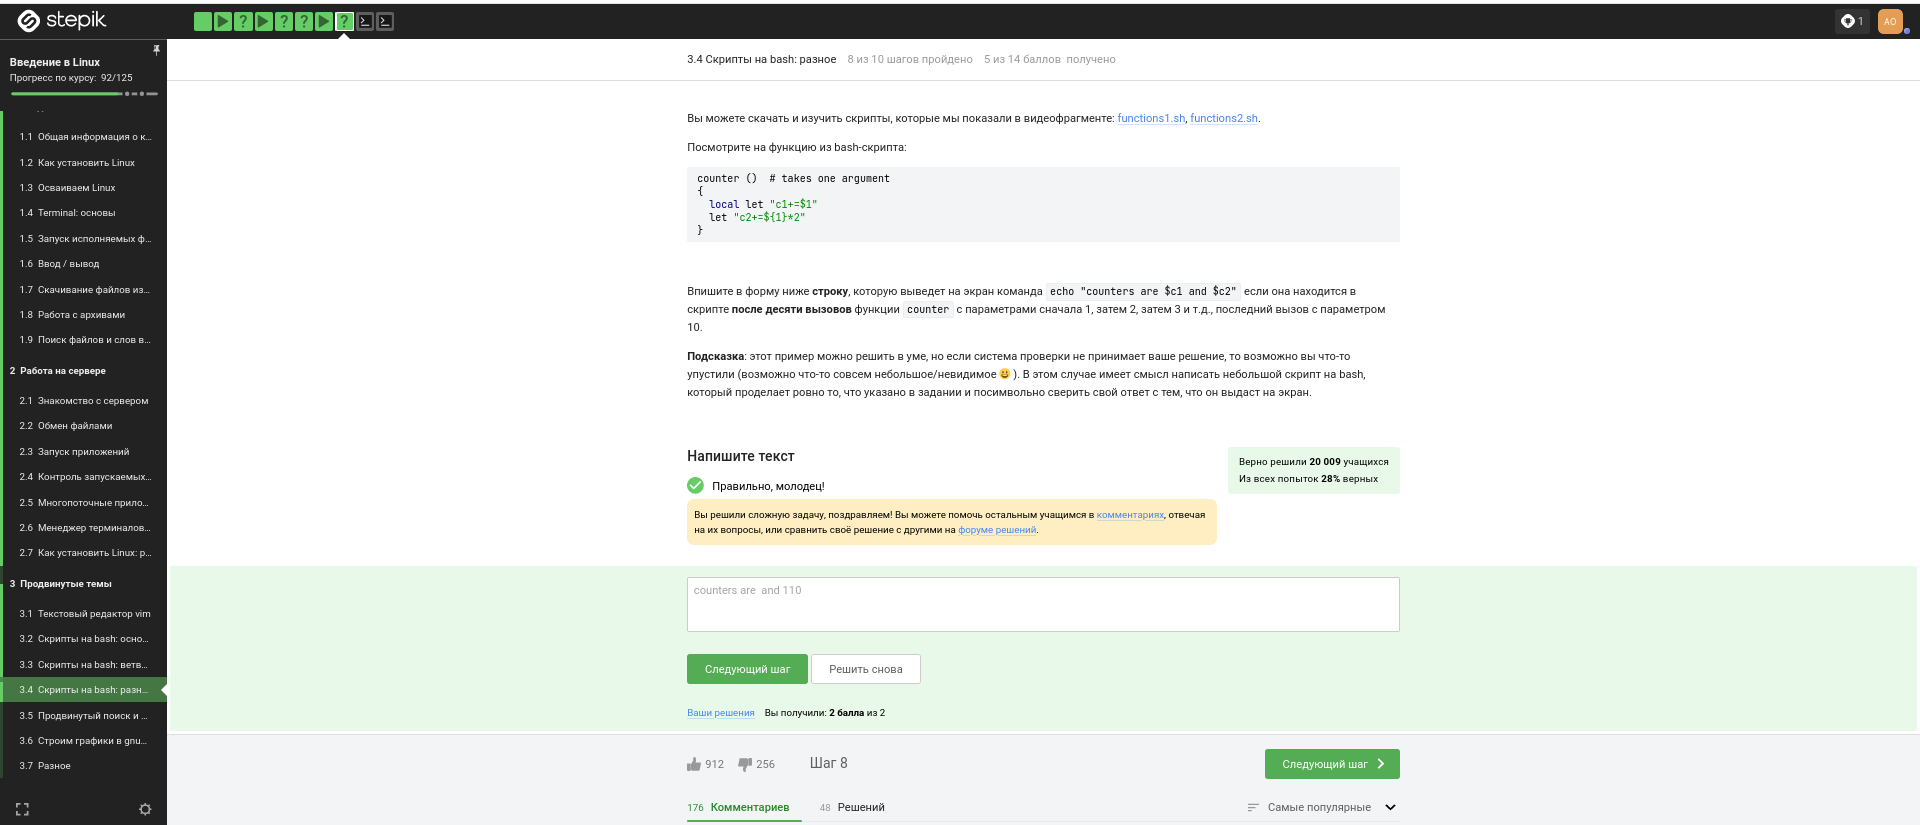 stepik
1
AO
Введение в Linux
Прогресс по курсу: 92/125
1.1 Общая информация о к...
1.2 Как установить Linux
1.3 Осваиваем Linux
1.4 Terminal: основы
1.5 Запуск исполняемых ф...
1.6 Ввод / вывод
1.7 Скачивание файлов из...
1.8 Работа с архивами
1.9 Поиск файлов и слов в...
2 Работа на сервере
2.1 Знакомство с сервером
2.2 Обмен файлами
2.3 Запуск приложений
2.4 Контроль запускаемых...
2.5 Многопоточные прило...
2.6 Менеджер терминалов...
2.7 Как установить Linux: р...
3 Продвинутые темы
3.1 Текстовый редактор vim
3.2 Скрипты на bash: осно...
3.3 Скрипты на bash: ветв...
3.4 Скрипты на bash: разн...
3.5 Продвинутый поиск и ...
3.6 Строим графики в gnu...
3.7 Разное
3.4 Скрипты на bash: разное 8 из 10 шагов пройдено 5 из 14 баллов получено
Вы можете скачать и изучить скрипты, которые мы показали в видеофрагменте: functions1.sh, functions2.sh.
Посмотрите на функцию из bash-скрипта:
counter ()  # takes one argument
{
  local let "c1+=$1"
  let "c2+=${1}*2"
}
Впишите в форму ниже строку, которую выведет на экран команда echo "counters are $c1 and $c2" если она находится в
скрипте после десяти вызовов функции counter с параметрами сначала 1, затем 2, затем 3 и т.д., последний вызов с параметром
10.
Подсказка: этот пример можно решить в уме, но если система проверки не принимает ваше решение, то возможно вы что-то
упустили (возможно что-то совсем небольшое/невидимое 😀 ). В этом случае имеет смысл написать небольшой скрипт на bash,
который проделает ровно то, что указано в задании и посимвольно сверить свой ответ с тем, что он выдаст на экран.
Напишите текст
Верно решили 20 009 учащихся
Из всех попыток 28% верных
Правильно, молодец!
Вы решили сложную задачу, поздравляем! Вы можете помочь остальным учащимся в комментариях, отвечая
на их вопросы, или сравнить своё решение с другими на форуме решений.
counters are  and 110
Следующий шаг
Решить снова
Ваши решения Вы получили: 2 балла из 2
912 256 Шаг 8
Следующий шаг
176 Комментариев 48 Решений
Самые популярные